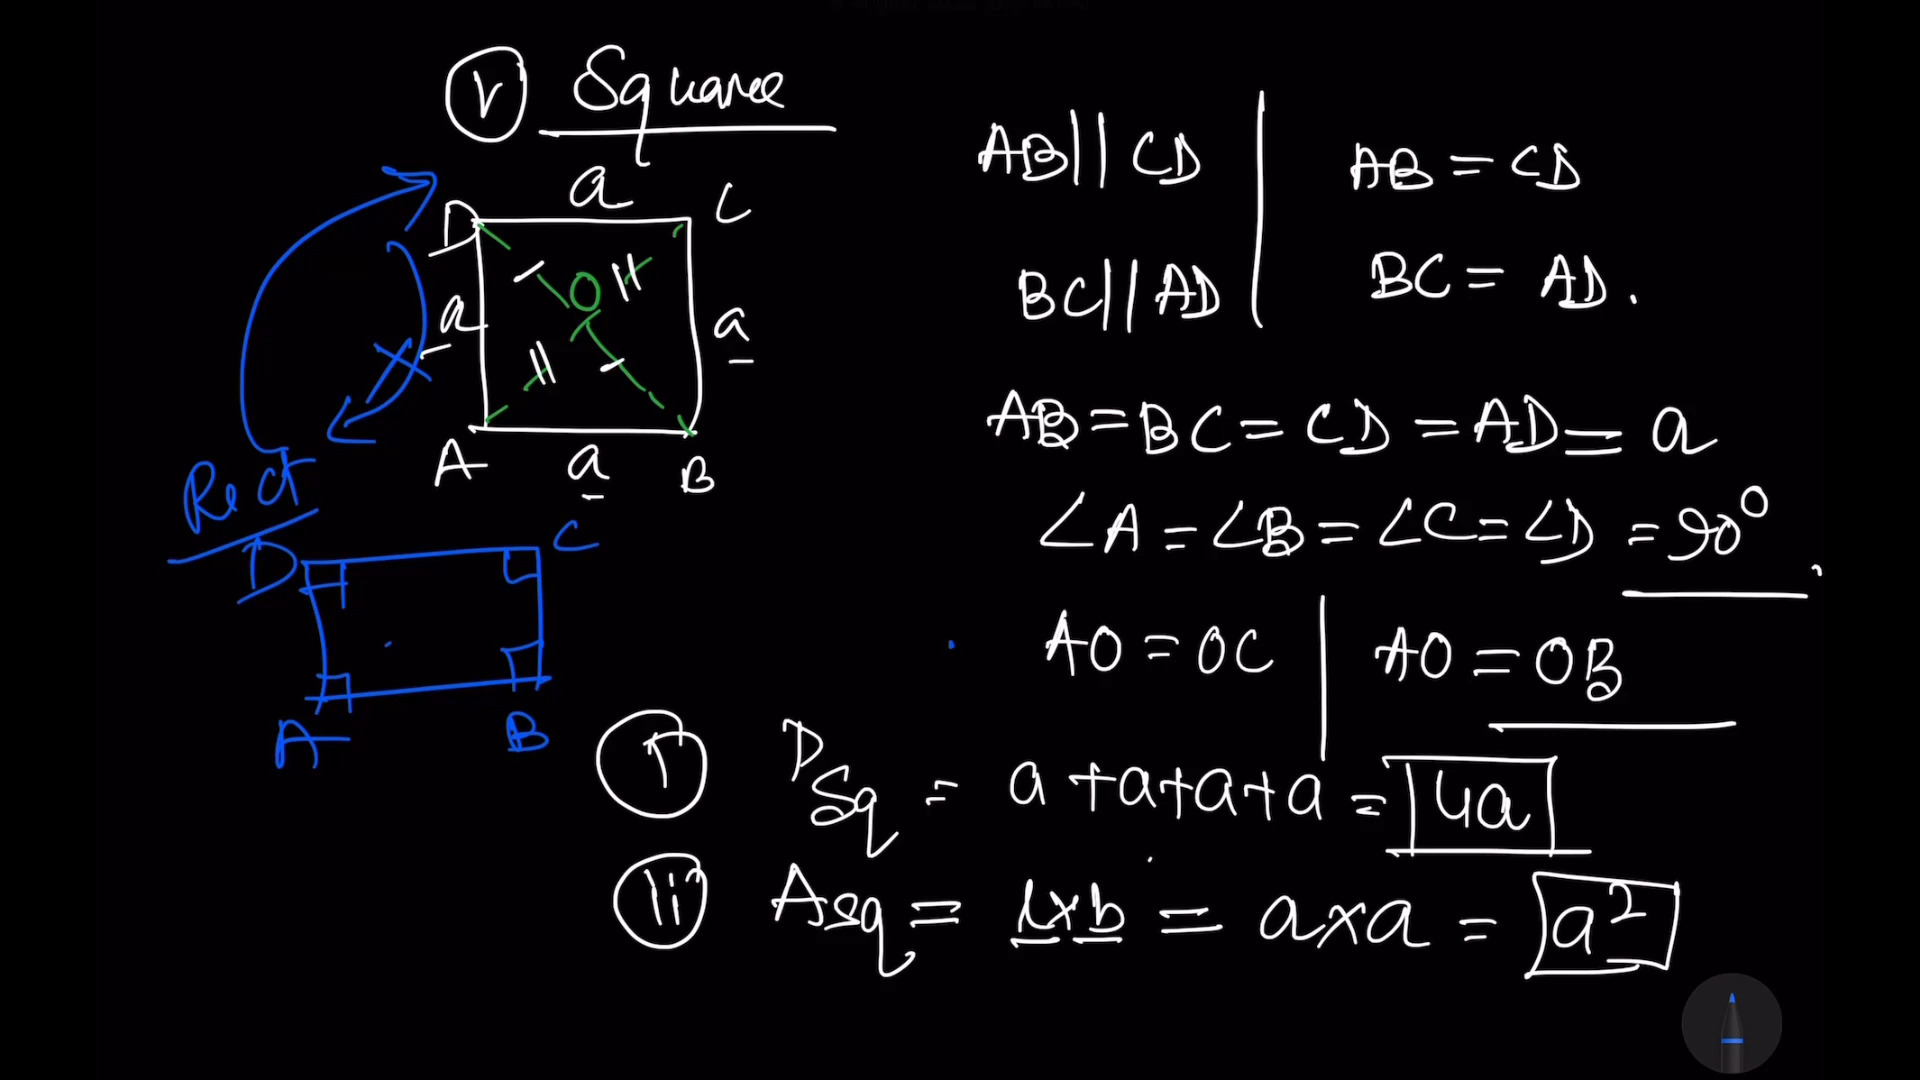 V Square
a
D C
O
a a
A a B
Rect
D C
A B
AB || CD | AB = CD
BC || AD | BC = AD.
AB = BC = CD = AD = a
∠A = ∠B = ∠C = ∠D = 90°
AO = OC | AO = OB
i P Sq = a + a + a + a = 4a
ii Asq = l x b = a x a = a²